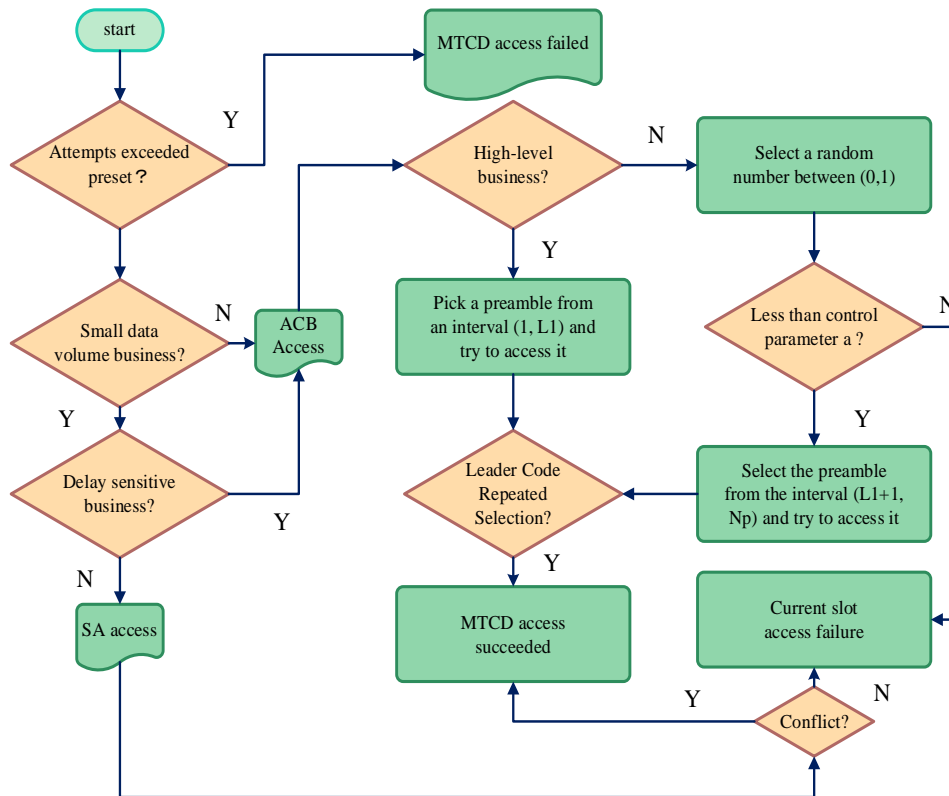 start
MTCD access failed
Y
Attempts exceeded
preset?
High-level
business?
N
Select a random
number between (0,1)
Y
Small data
volume business?
N
ACB
Access
Pick a preamble from
an interval (1, L1) and
try to access it
Less than control
parameter a ?
N
Y
Y
Delay sensitive
business?
Y
Leader Code
Repeated
Selection?
Select the preamble
from the interval (L1+1,
Np) and try to access it
N
Y
SA access
MTCD access
succeeded
Current slot
access failure
Y
N
Conflict?